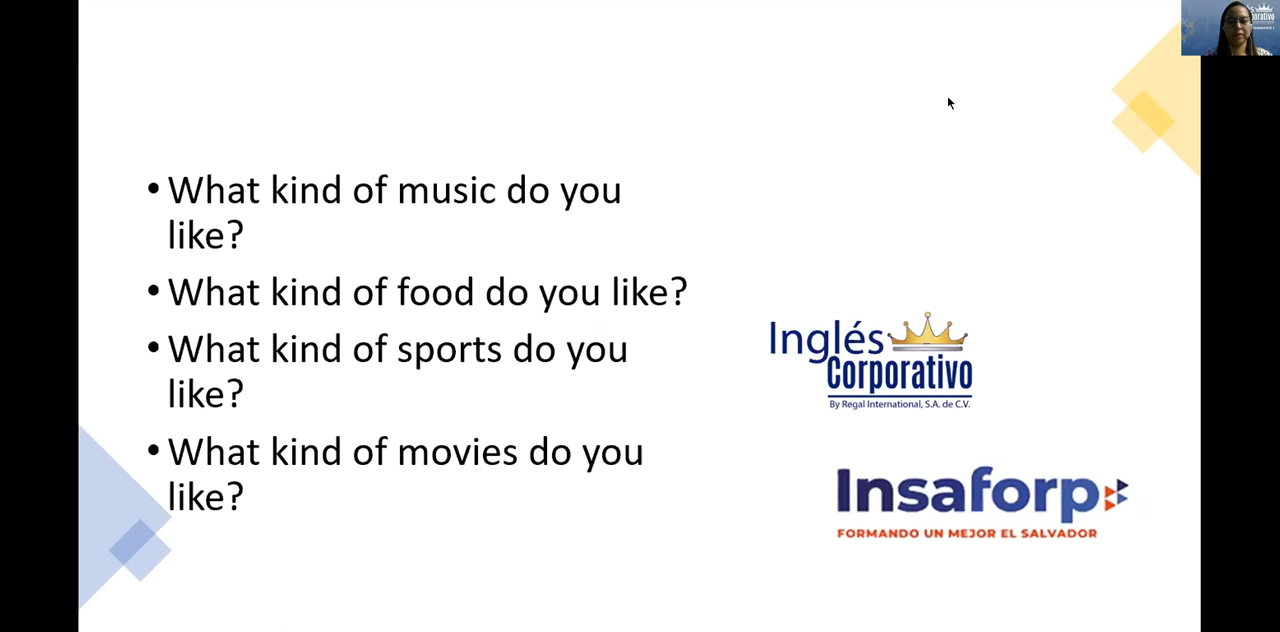 • What kind of music do you
like?
• What kind of food do you like?
• What kind of sports do you
like?
• What kind of movies do you
like?
Inglés
Corporativo
By Regal International, S.A. de C.V.
Insaforp
FORMANDO UN MEJOR EL SALVADOR